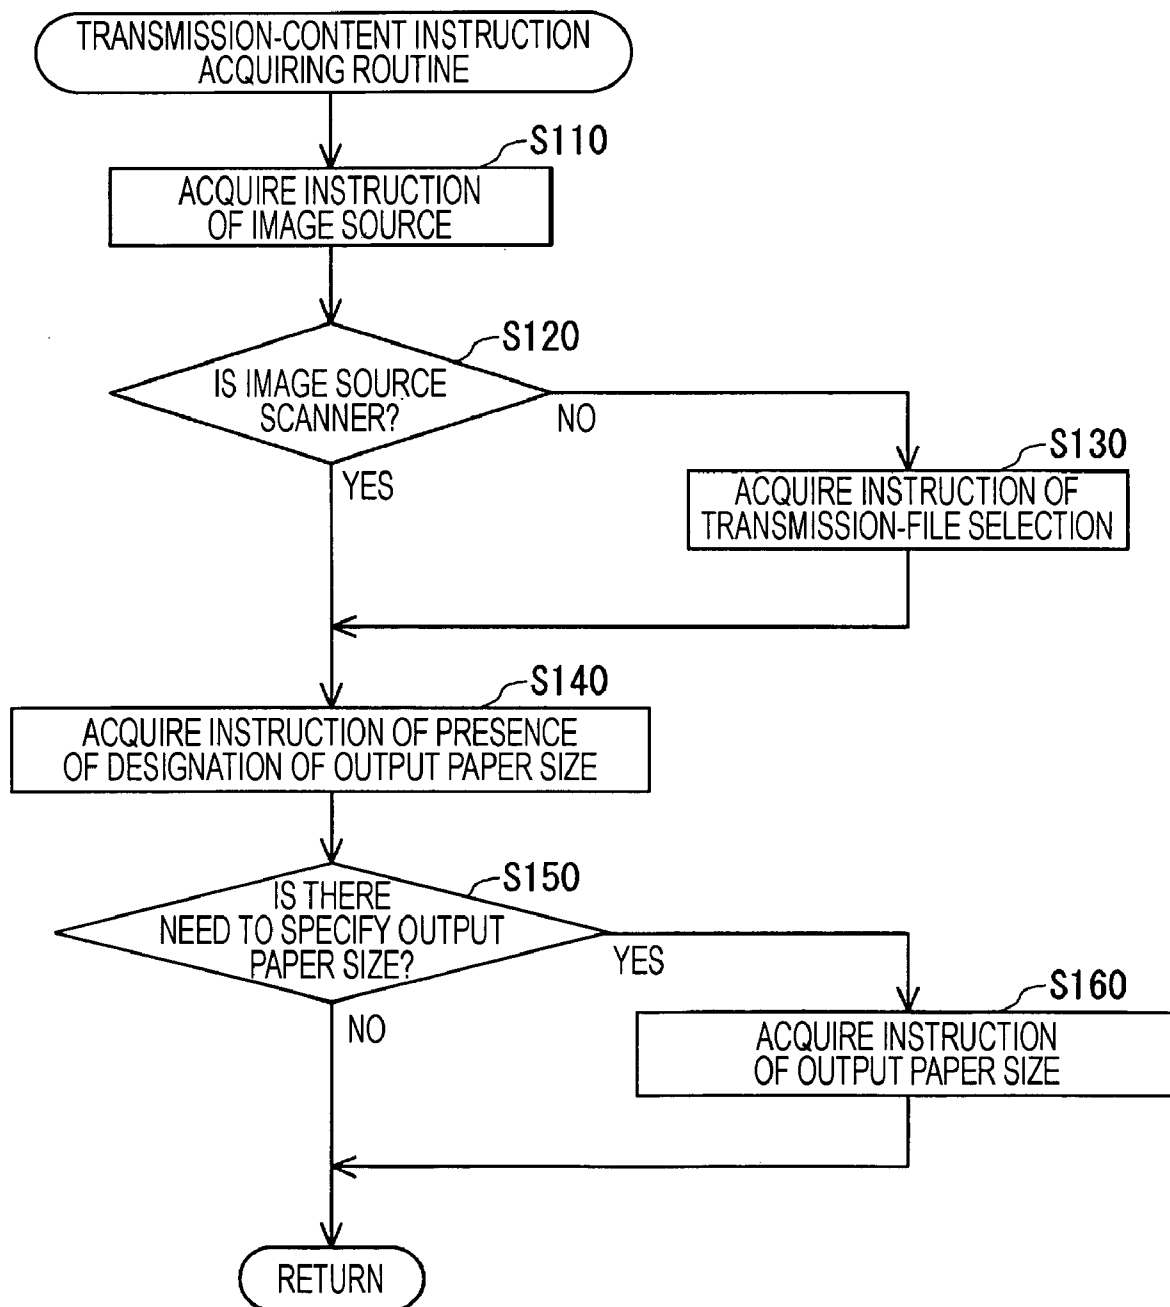 TRANSMISSION-CONTENT INSTRUCTION
ACQUIRING ROUTINE
S110
ACQUIRE INSTRUCTION
OF IMAGE SOURCE
S120
IS IMAGE SOURCE
SCANNER?
NO
YES
S130
ACQUIRE INSTRUCTION OF
TRANSMISSION-FILE SELECTION
S140
ACQUIRE INSTRUCTION OF PRESENCE
OF DESIGNATION OF OUTPUT PAPER SIZE
S150
IS THERE
NEED TO SPECIFY OUTPUT
PAPER SIZE?
YES
NO
S160
ACQUIRE INSTRUCTION
OF OUTPUT PAPER SIZE
RETURN